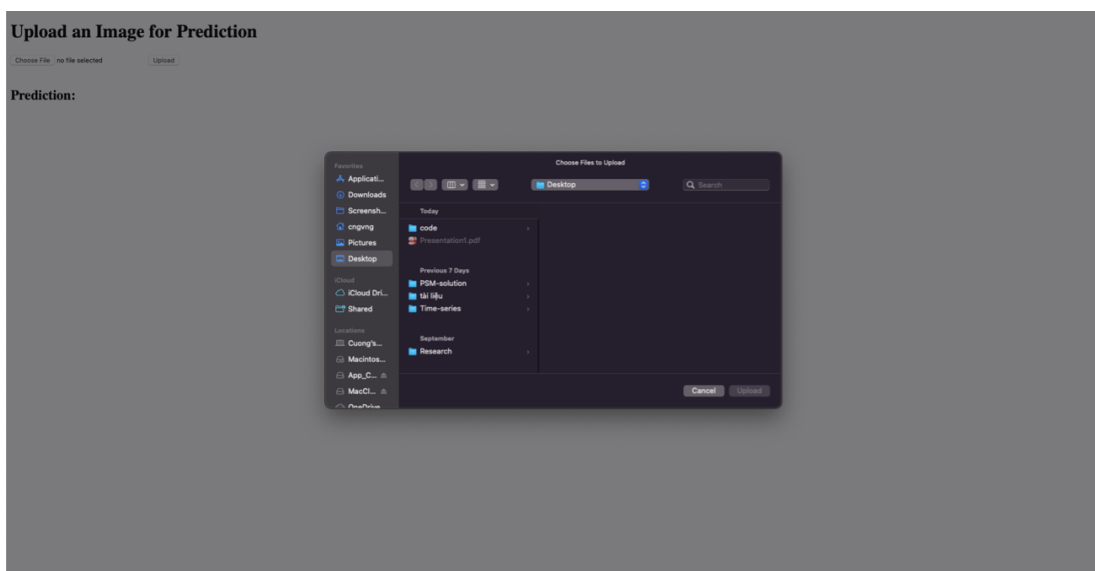 Upload an Image for Prediction
Choose File no file selected Upload
Prediction:
Choose Files to Upload
Favorites
Applicati...
Downloads
Screensh...
cngvng
Pictures
Desktop
iCloud
iCloud Dri...
Shared
Locations
Cuong's...
Macintos...
App_C...
MacCl...
OneDrive
Desktop
Search
Today
code
Presentation1.pdf
Previous 7 Days
PSM-solution
tài liệu
Time-series
September
Research
Cancel Upload